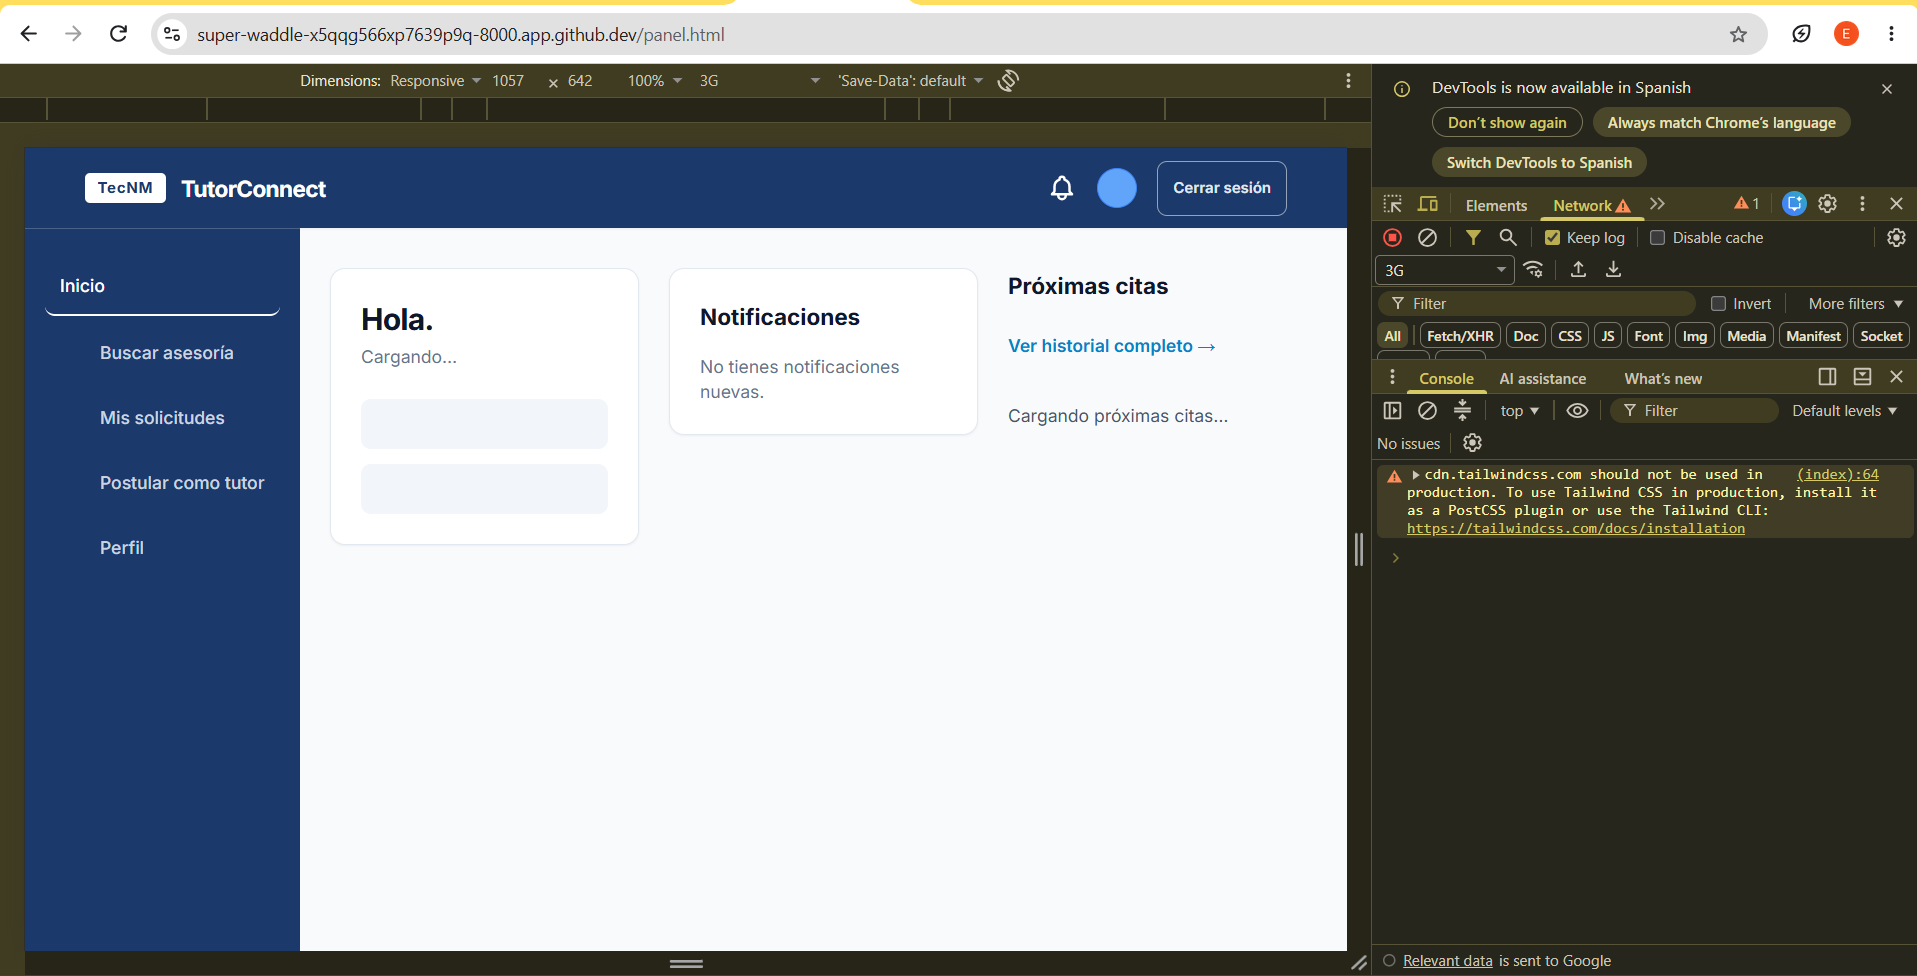 super-waddle-x5qqg566xp7639p9q-8000.app.github.dev/panel.html
E
Dimensions: Responsive 1057 × 642 100% 3G 'Save-Data': default
TecNM TutorConnect
Cerrar sesión
Inicio
Buscar asesoría
Mis solicitudes
Postular como tutor
Perfil
Hola.
Cargando...
Notificaciones
No tienes notificaciones
nuevas.
Próximas citas
Ver historial completo →
Cargando próximas citas...
DevTools is now available in Spanish
Don't show again
Always match Chrome's language
Switch DevTools to Spanish
Elements Network 1
Keep log Disable cache
3G
Filter Invert More filters
All Fetch/XHR Doc CSS JS Font Img Media Manifest Socket
Console AI assistance What's new
top Filter Default levels
No issues
cdn.tailwindcss.com should not be used in (index):64
production. To use Tailwind CSS in production, install it
as a PostCSS plugin or use the Tailwind CLI:
https://tailwindcss.com/docs/installation
Relevant data is sent to Google